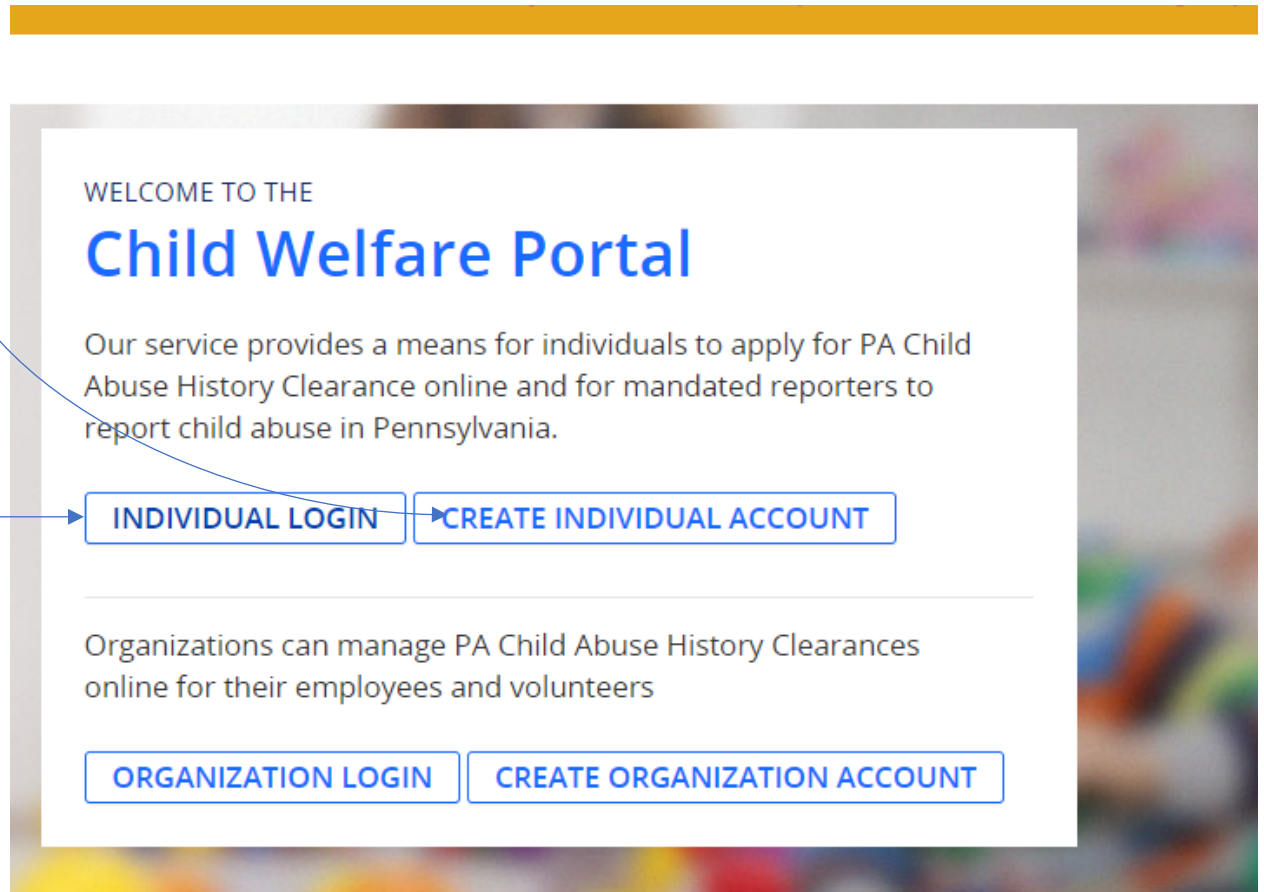 WELCOME TO THE
Child Welfare Portal
Our service provides a means for individuals to apply for PA Child
Abuse History Clearance online and for mandated reporters to
report child abuse in Pennsylvania.
INDIVIDUAL LOGIN CREATE INDIVIDUAL ACCOUNT
Organizations can manage PA Child Abuse History Clearances
online for their employees and volunteers
ORGANIZATION LOGIN CREATE ORGANIZATION ACCOUNT